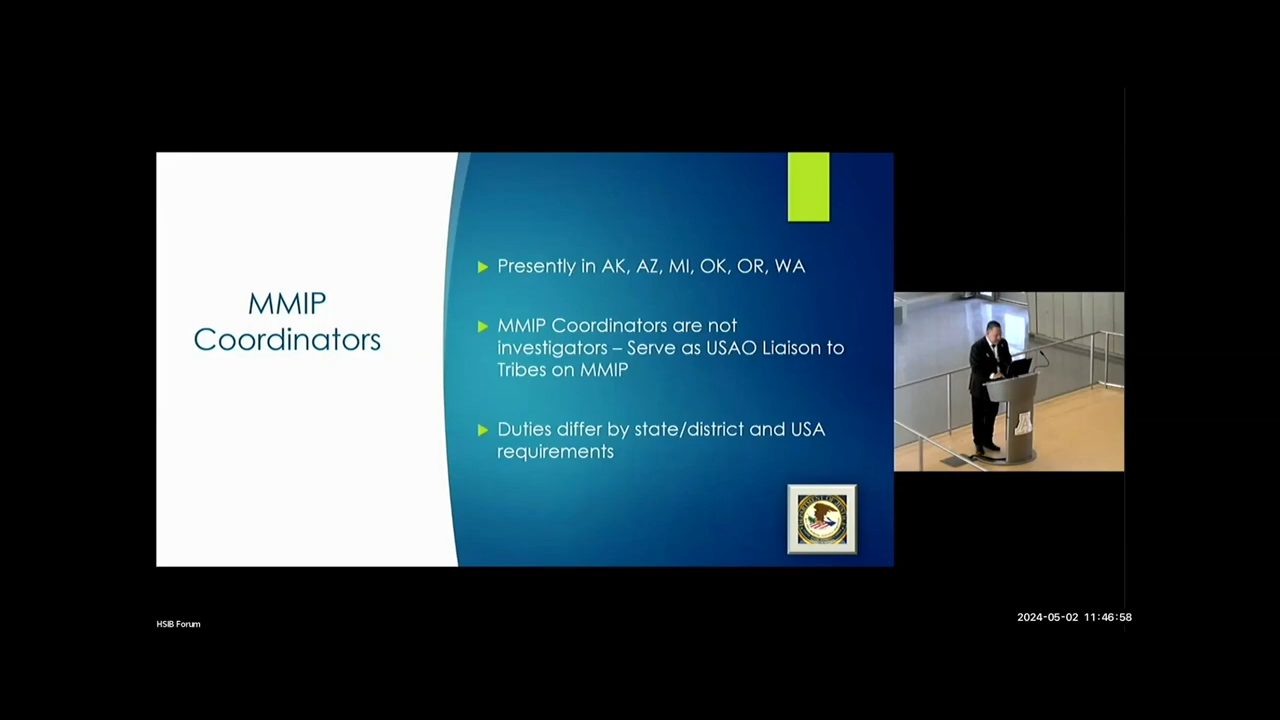 MMIP
Coordinators
Presently in AK, AZ, MI, OK, OR, WA
MMIP Coordinators are not
investigators – Serve as USAO Liaison to
Tribes on MMIP
Duties differ by state/district and USA
requirements
A
HSIB Forum
2024-05-02 11:46:58